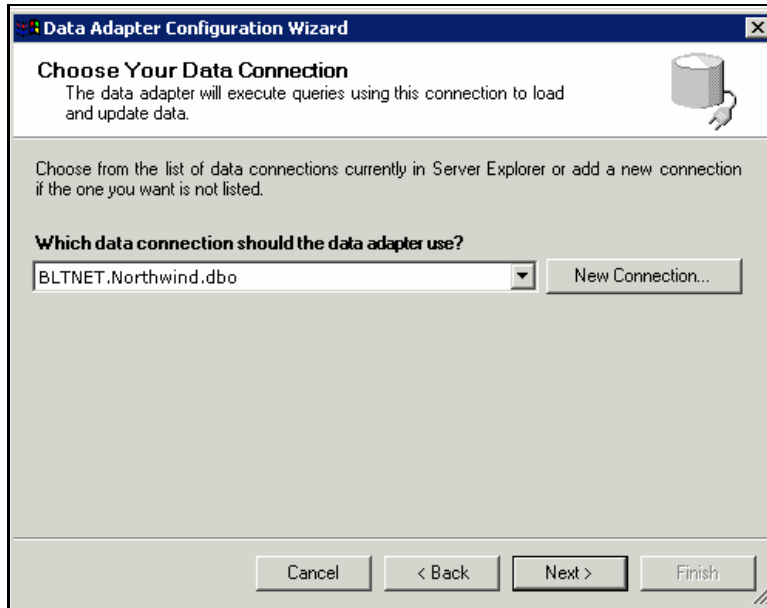 Data Adapter Configuration Wizard
Choose Your Data Connection
The data adapter will execute queries using this connection to load
and update data.
Choose from the list of data connections currently in Server Explorer or add a new connection
if the one you want is not listed.
Which data connection should the data adapter use?
BLTNET.Northwind.dbo
New Connection...
Cancel
< Back
Next >
Finish